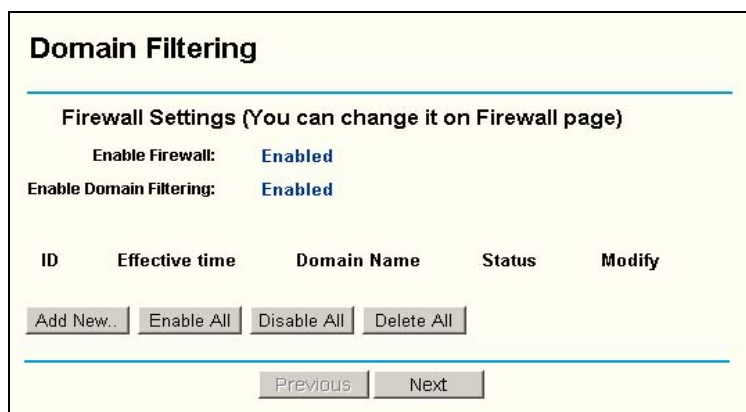 Domain Filtering
Firewall Settings (You can change it on Firewall page)
Enable Firewall: Enabled
Enable Domain Filtering: Enabled
ID Effective time Domain Name Status Modify
Add New.. Enable All Disable All Delete All
Previous Next